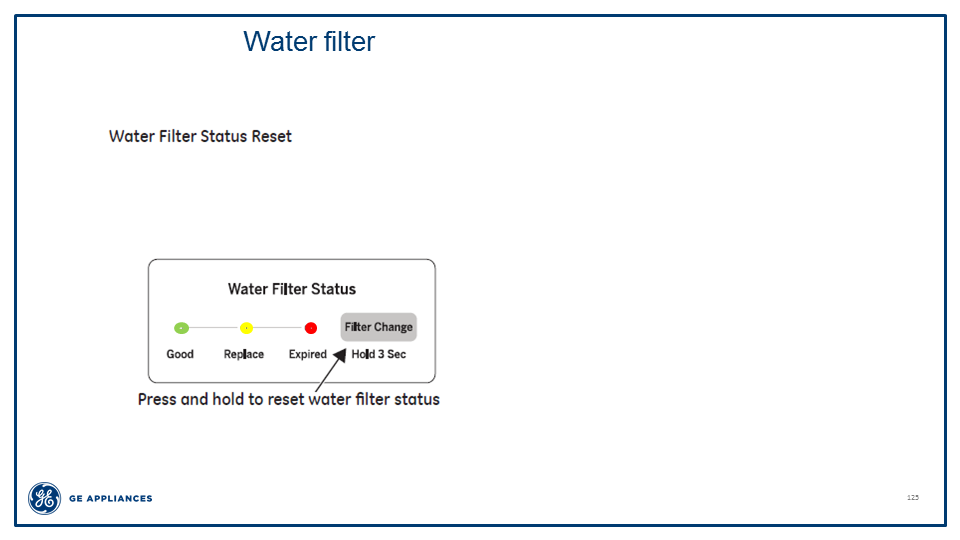 Water filter
Water Filter Status Reset
Water Filter Status
Filter Change
Good Replace Expired Hold 3 Sec
Press and hold to reset water filter status
GE APPLIANCES
125